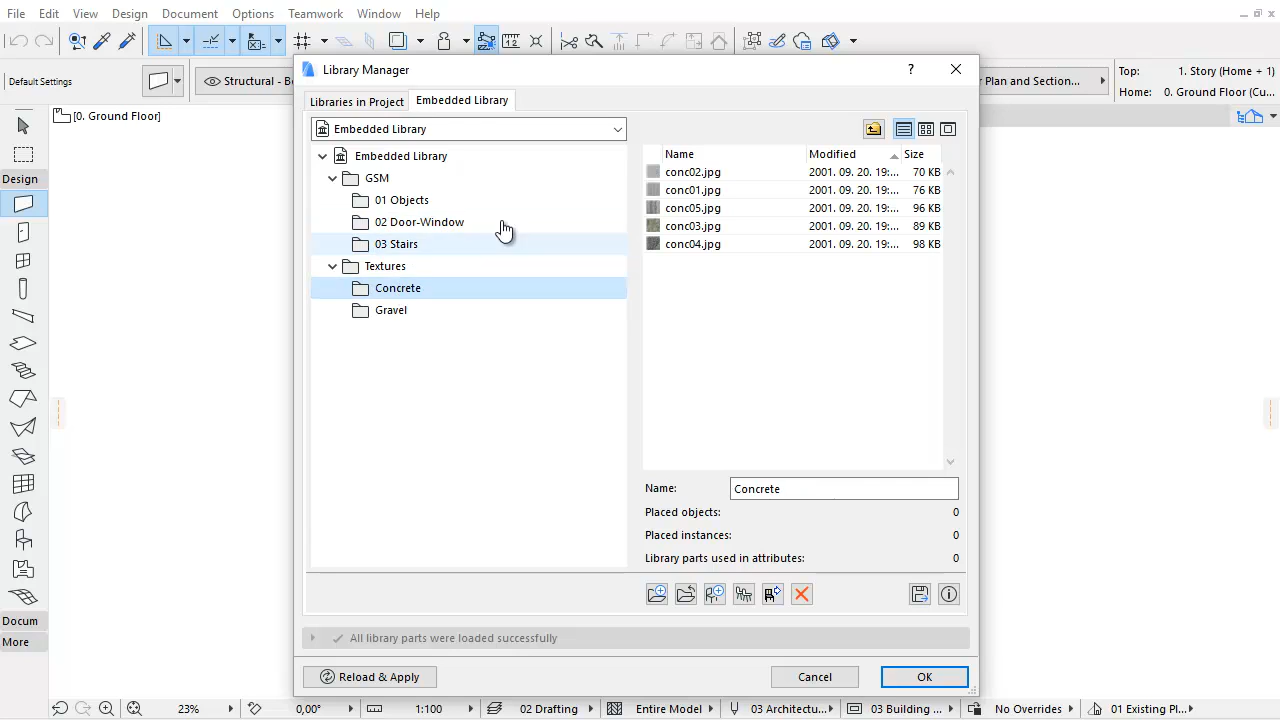 File Edit View Design Document Options Teamwork Window Help
Default Settings
Structural - Be
r Plan and Section...
Top: 1. Story (Home + 1)
Home: 0. Ground Floor (Cu...
[0. Ground Floor]
Design
Docum
More
Library Manager
?
Libraries in Project Embedded Library
Embedded Library
Embedded Library
GSM
01 Objects
02 Door-Window
03 Stairs
Textures
Concrete
Gravel
Name Modified Size
conc02.jpg 2001. 09. 20. 19:... 70 KB
conc01.jpg 2001. 09. 20. 19:... 76 KB
conc05.jpg 2001. 09. 20. 19:... 96 KB
conc03.jpg 2001. 09. 20. 19:... 89 KB
conc04.jpg 2001. 09. 20. 19:... 98 KB
Name: Concrete
Placed objects: 0
Placed instances: 0
Library parts used in attributes: 0
All library parts were loaded successfully
Reload & Apply Cancel OK
23% 0,00° 1:100 02 Drafting Entire Model 03 Architectu... 03 Building ... No Overrides 01 Existing Pl...